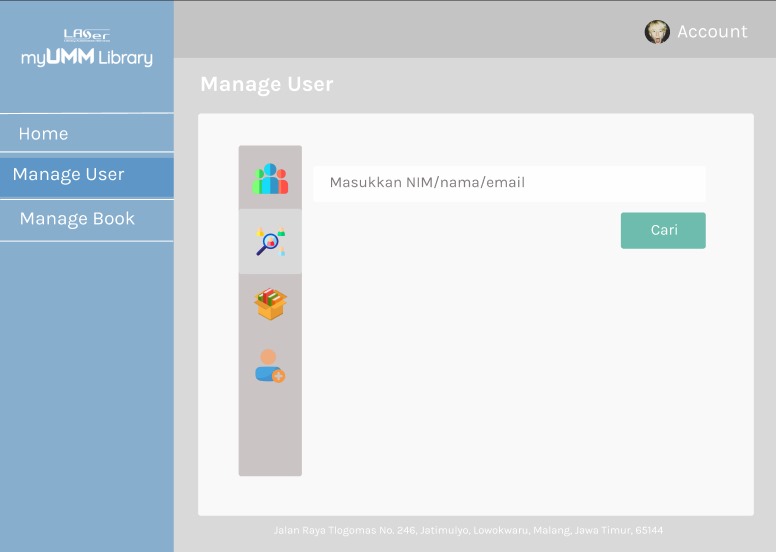 LASer
myUMM Library
Account
Manage User
Home
Manage User
Manage Book
Masukkan NIM/nama/email
Cari
Jalan Raya Tlogomas No. 246, Jatimulyo, Lowokwaru, Malang, Jawa Timur, 65144